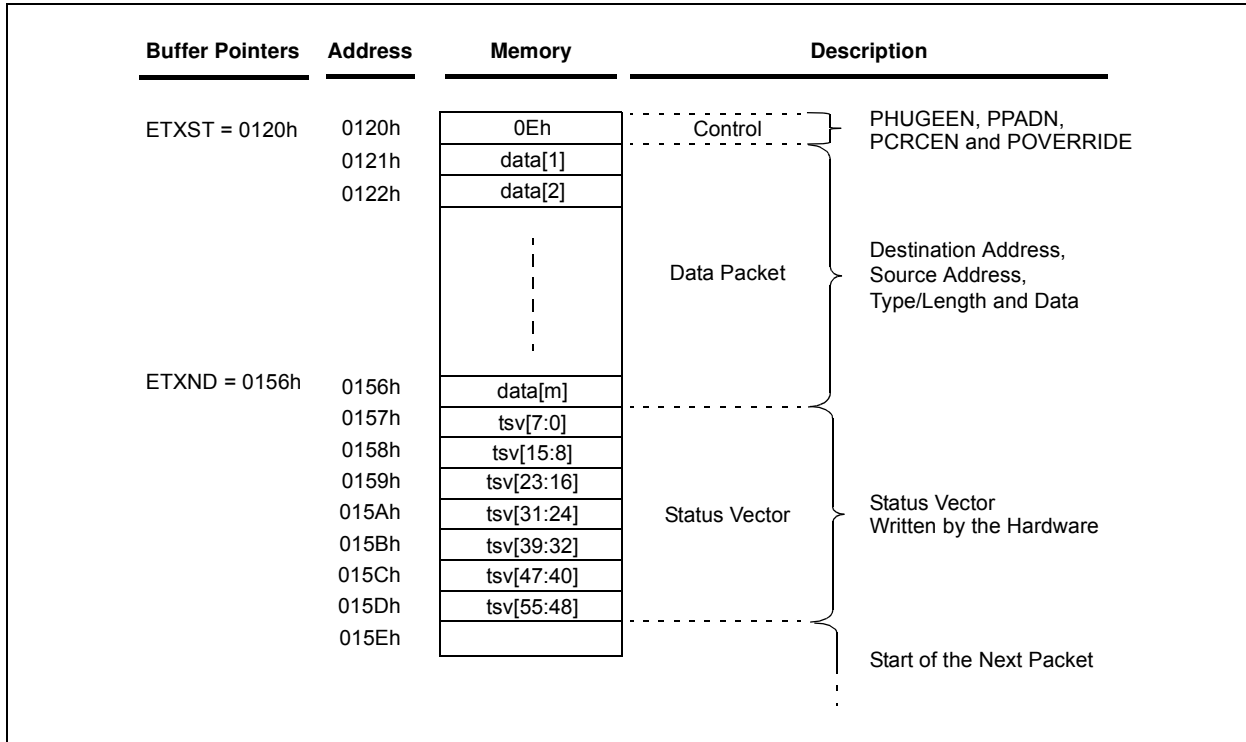 Buffer Pointers Address Memory Description
ETXST = 0120h 0120h 0Eh Control PHUGEEN, PPADN,
PCRCEN and POVERRIDE
0121h data[1]
0122h data[2]
Data Packet
Destination Address,
Source Address,
Type/Length and Data
ETXND = 0156h 0156h data[m]
0157h tsv[7:0]
0158h tsv[15:8]
0159h tsv[23:16]
015Ah tsv[31:24] Status Vector Status Vector
Written by the Hardware
015Bh tsv[39:32]
015Ch tsv[47:40]
015Dh tsv[55:48]
015Eh
Start of the Next Packet